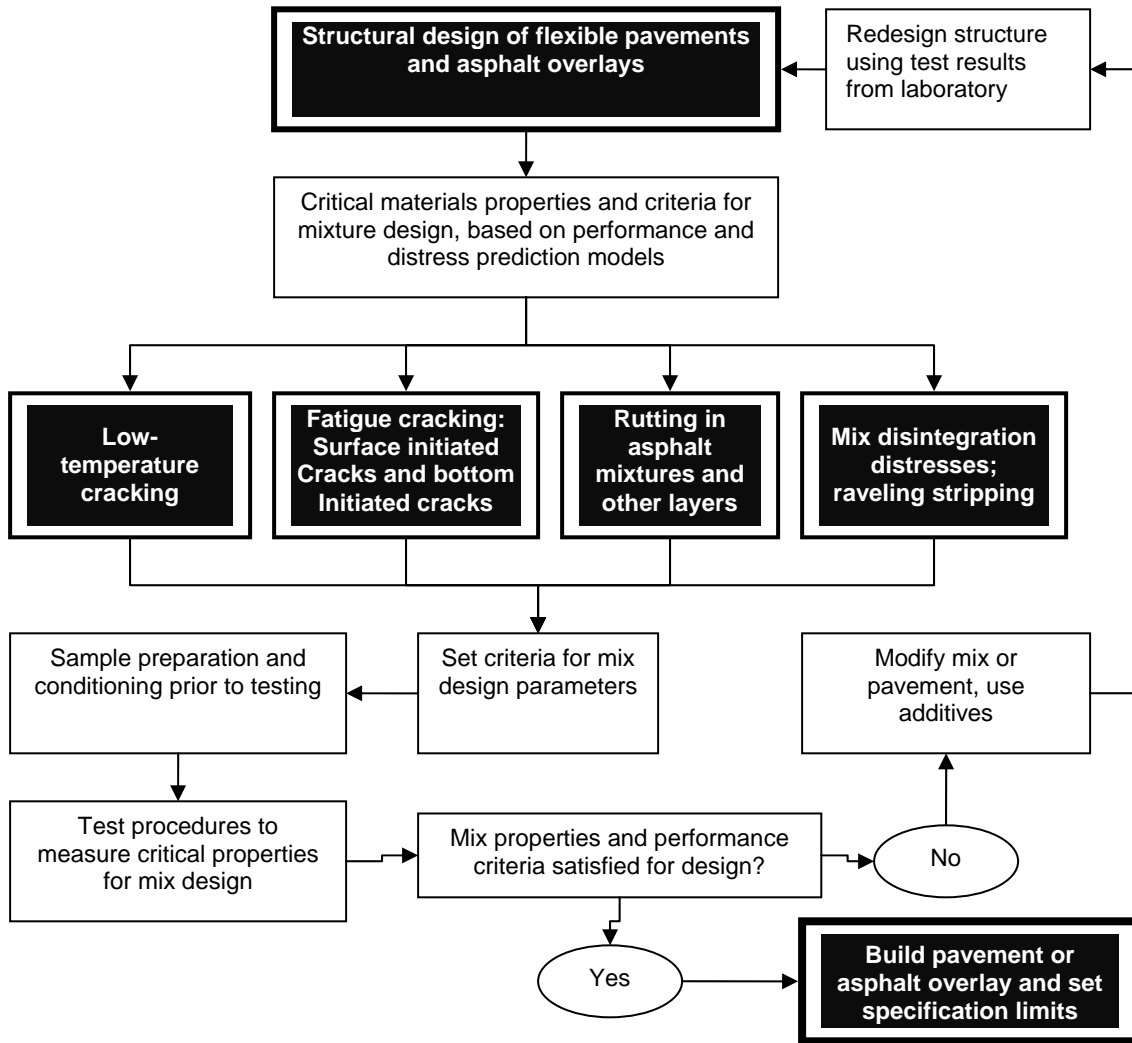 Structural design of flexible pavements
and asphalt overlays
Redesign structure
using test results
from laboratory
Critical materials properties and criteria for
mixture design, based on performance and
distress prediction models
Low-
temperature
cracking
Fatigue cracking:
Surface initiated
Cracks and bottom
Initiated cracks
Rutting in
asphalt
mixtures and
other layers
Mix disintegration
distresses;
raveling stripping
Sample preparation and
conditioning prior to testing
Set criteria for mix
design parameters
Modify mix or
pavement, use
additives
Test procedures to
measure critical properties
for mix design
Mix properties and performance
criteria satisfied for design?
No
Yes
Build pavement or
asphalt overlay and set
specification limits